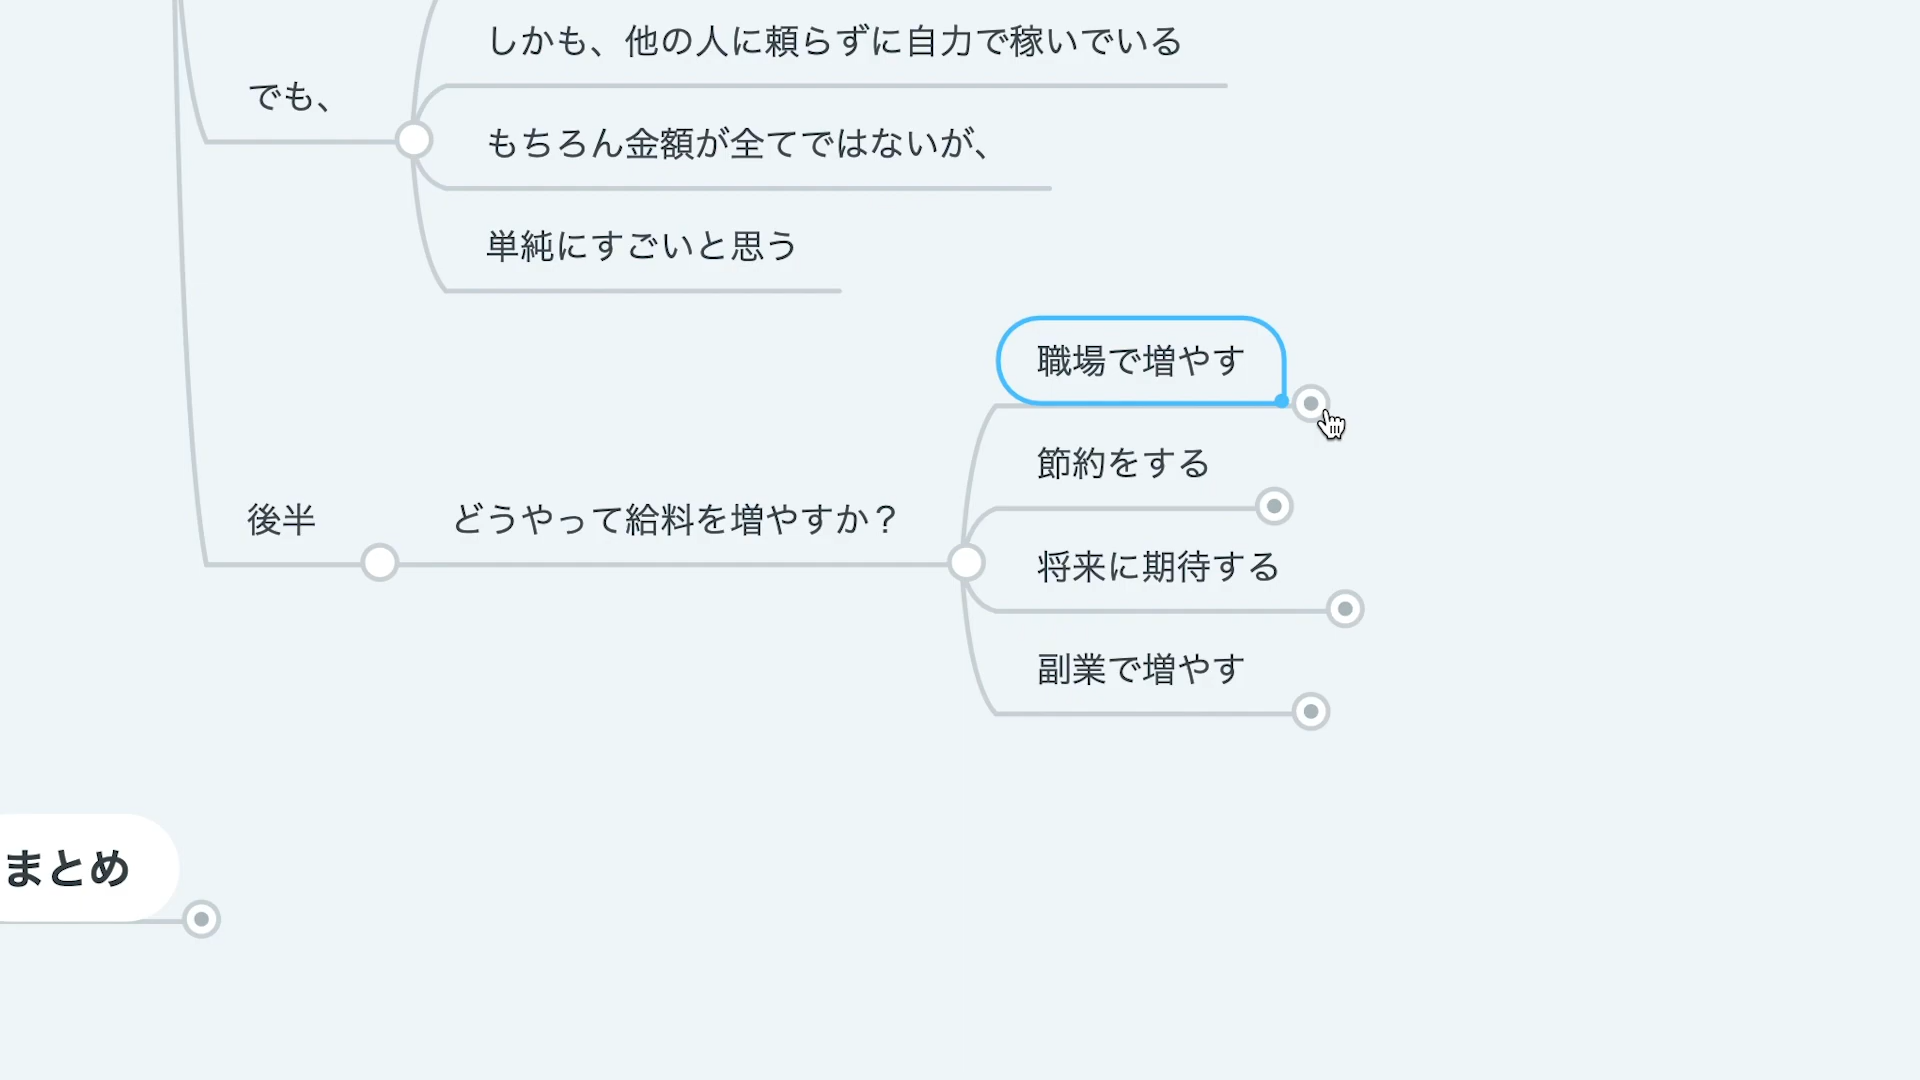 しかも、他の人に頼らずに自力で稼いでいる
でも、
もちろん金額が全てではないが、
単純にすごいと思う
職場で増やす
節約をする
後半
どうやって給料を増やすか？
将来に期待する
副業で増やす
まとめ